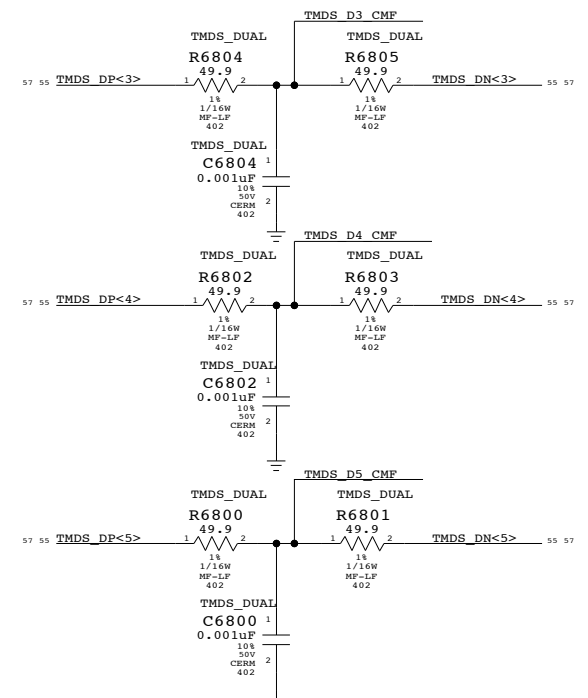 TMDS_D3_CMF
TMDS_DUAL TMDS_DUAL
R6804 R6805
49.9 49.9
57 55 TMDS_DP<3> 1 2 1 2 TMDS_DN<3> 55 57
1% 1%
1/16W 1/16W
MF-LF MF-LF
402 402
TMDS_DUAL
C6804 1
0.001uF
10%
50V
CERM 2
402
TMDS_D4_CMF
TMDS_DUAL TMDS_DUAL
R6802 R6803
49.9 49.9
57 55 TMDS_DP<4> 1 2 1 2 TMDS_DN<4> 55 57
1% 1%
1/16W 1/16W
MF-LF MF-LF
402 402
TMDS_DUAL
C6802 1
0.001uF
10%
50V
CERM 2
402
TMDS_D5_CMF
TMDS_DUAL TMDS_DUAL
R6800 R6801
49.9 49.9
57 55 TMDS_DP<5> 1 2 1 2 TMDS_DN<5> 55 57
1% 1%
1/16W 1/16W
MF-LF MF-LF
402 402
TMDS_DUAL
C6800 1
0.001uF
10%
50V
CERM 2
402